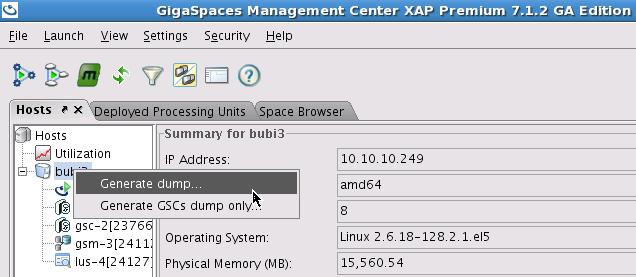 GigaSpaces Management Center XAP Premium 7.1.2 GA Edition
File Launch View Settings Security Help
Hosts Deployed Processing Units Space Browser
Hosts
Utilization
Summary for bubi3
IP Address: 10.10.10.249
Generate dump...
amd64
Generate GSCs dump only...
8
gsc-2[23766
gsm-3[2411
Operating System: Linux 2.6.18-128.2.1.el5
lus-4[24127
Physical Memory (MB): 15,560.54